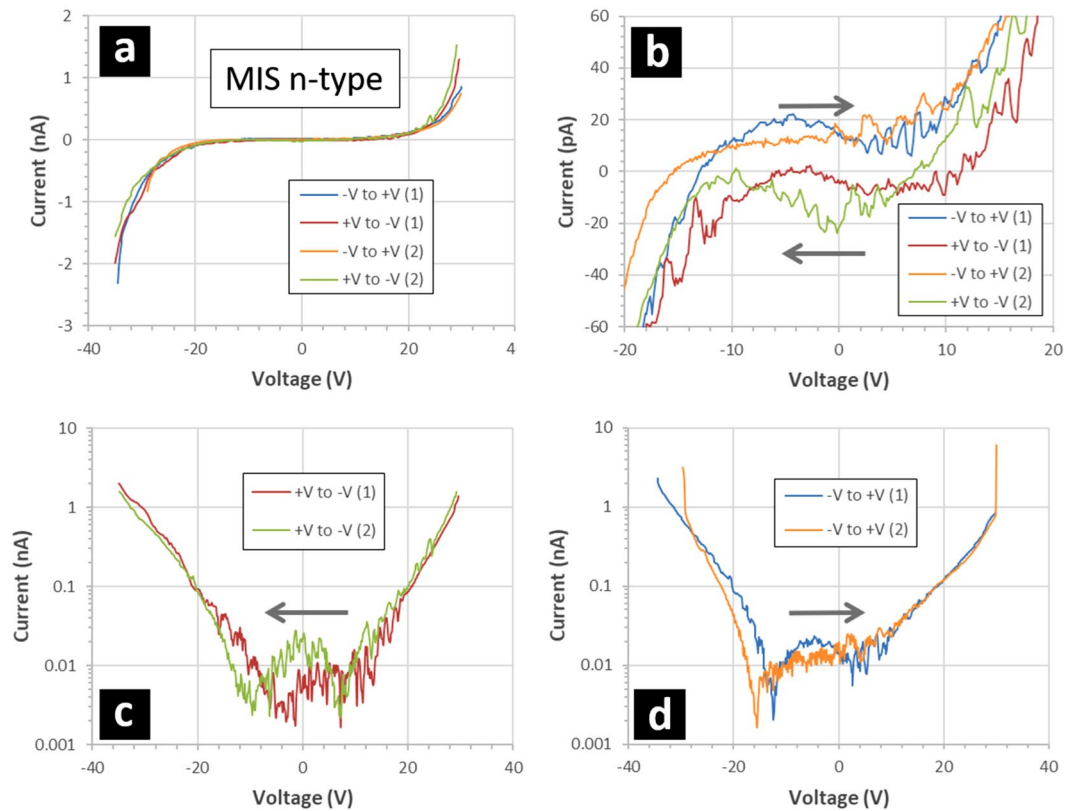 a
MIS n-type
2
1
0
-1
-2
-3
-40
-20
0
20
4
Current (nA)
Voltage (V)
-V to +V (1)
+V to -V (1)
-V to +V (2)
+V to -V (2)
b
60
40
20
0
-20
-40
-60
-20
-10
0
10
20
Current (pA)
Voltage (V)
-V to +V (1)
+V to -V (1)
-V to +V (2)
+V to -V (2)
c
10
1
0.1
0.01
0.001
-40
-20
0
20
40
Current (nA)
Voltage (V)
+V to -V (1)
+V to -V (2)
d
10
1
0.1
0.01
0.001
-40
-20
0
20
40
Current (nA)
Voltage (V)
-V to +V (1)
-V to +V (2)